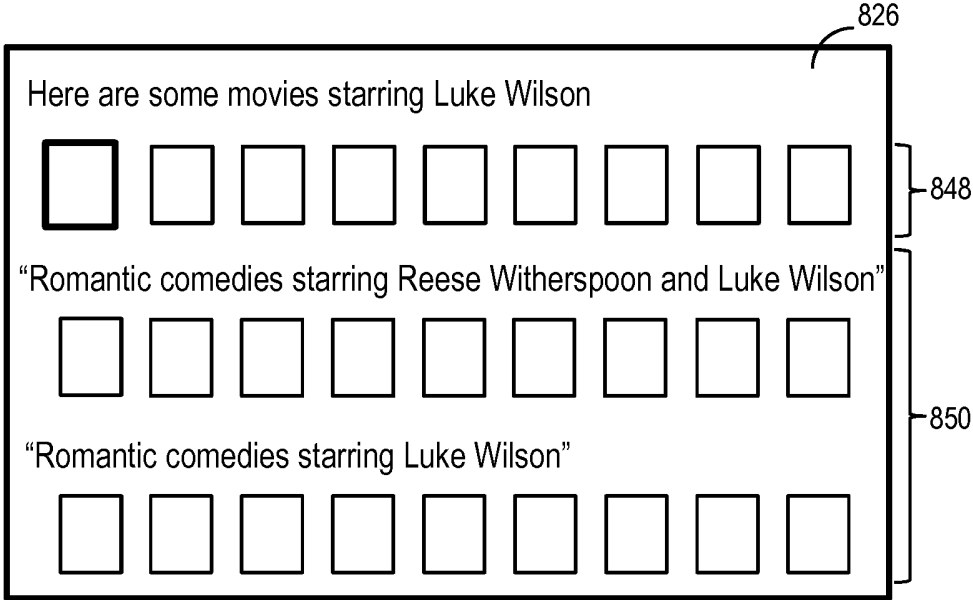 826
Here are some movies starring Luke Wilson
848
“Romantic comedies starring Reese Witherspoon and Luke Wilson”
850
“Romantic comedies starring Luke Wilson”